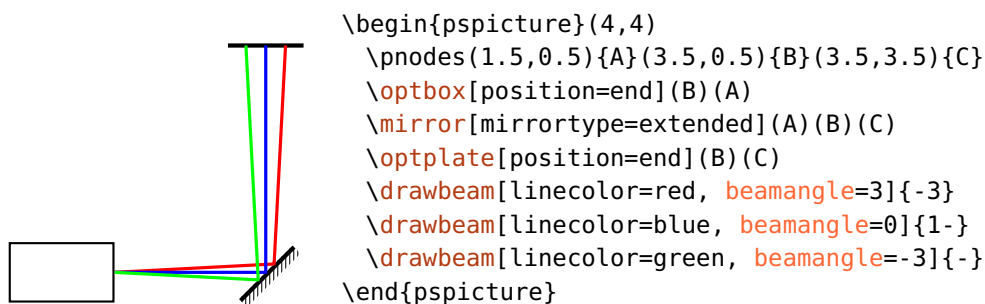 \begin{pspicture}(4,4)
\pnodes(1.5,0.5){A}(3.5,0.5){B}(3.5,3.5){C}
\optbox[position=end](B)(A)
\mirror[mirrortype=extended](A)(B)(C)
\optplate[position=end](B)(C)
\drawbeam[linecolor=red, beamangle=3]{-3}
\drawbeam[linecolor=blue, beamangle=0]{1-}
\drawbeam[linecolor=green, beamangle=-3]{-}
\end{pspicture}